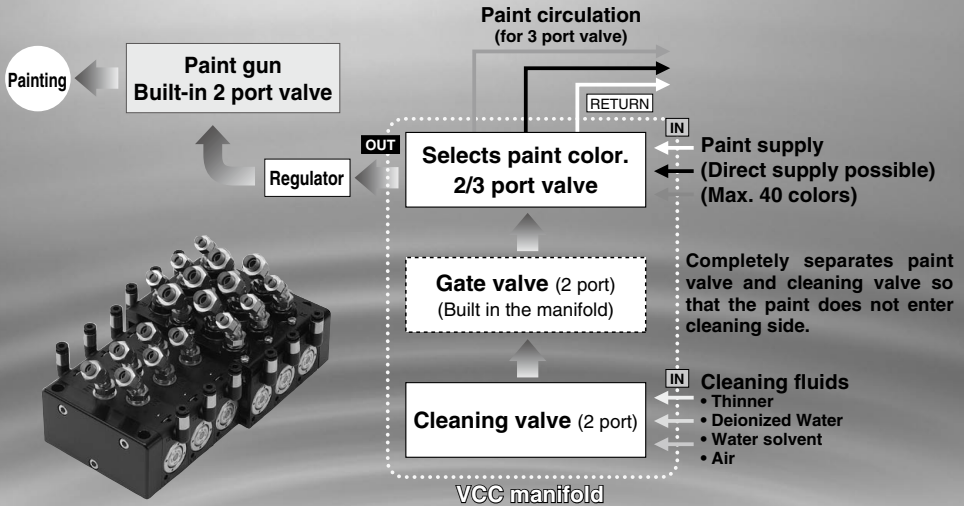 Paint circulation
(for 3 port valve)
Painting
Paint gun
Built-in 2 port valve
RETURN
OUT
IN
Regulator
Selects paint color.
2/3 port valve
Paint supply
(Direct supply possible)
(Max. 40 colors)
Gate valve (2 port)
(Built in the manifold)
Completely separates paint
valve and cleaning valve so
that the paint does not enter
cleaning side.
IN
Cleaning valve (2 port)
Cleaning fluids
• Thinner
• Deionized Water
• Water solvent
• Air
VCC manifold